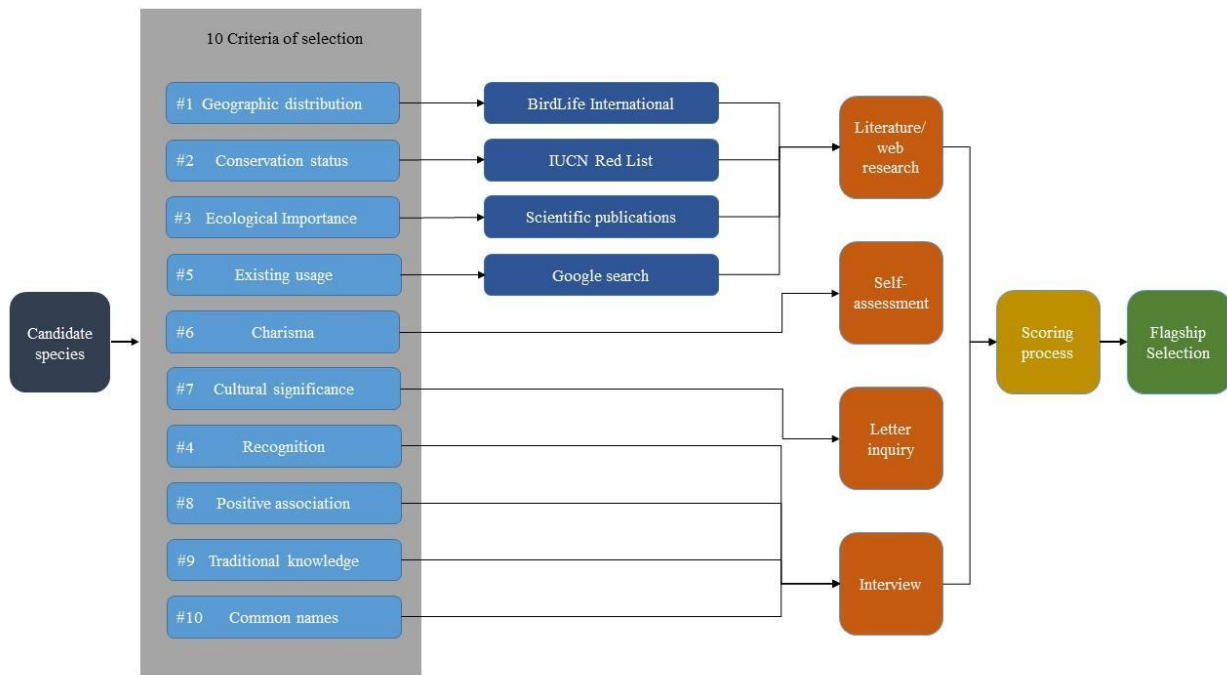 10 Criteria of selection
#1 Geographic distribution
#2 Conservation status
#3 Ecological Importance
#5 Existing usage
#6 Charisma
#7 Cultural significance
#4 Recognition
#8 Positive association
#9 Traditional knowledge
#10 Common names
Candidate
species
BirdLife International
IUCN Red List
Scientific publications
Google search
Literature/
web
research
Self-
assessment
Letter
inquiry
Interview
Scoring
process
Flagship
Selection